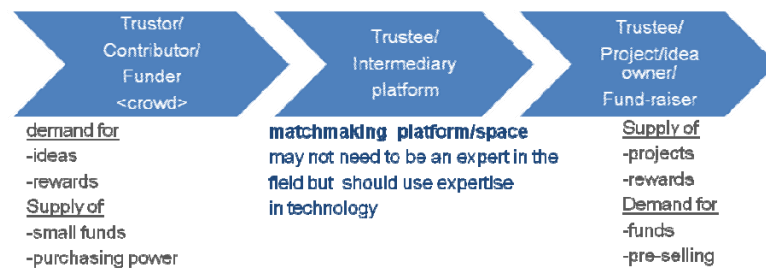 Trustor/
Contributor/
Funder
<crowd>
Trustee/
Intermediary
platform
Trustee/
Project/idea
owner/
Fund-raiser
demand for
-ideas
-rewards
Supply of
-small funds
-purchasing power
matchmaking platform/space
may not need to be an expert in the
field but should use expertise
in technology
Supply of
-projects
-rewards
Demand for
-funds
-pre-selling